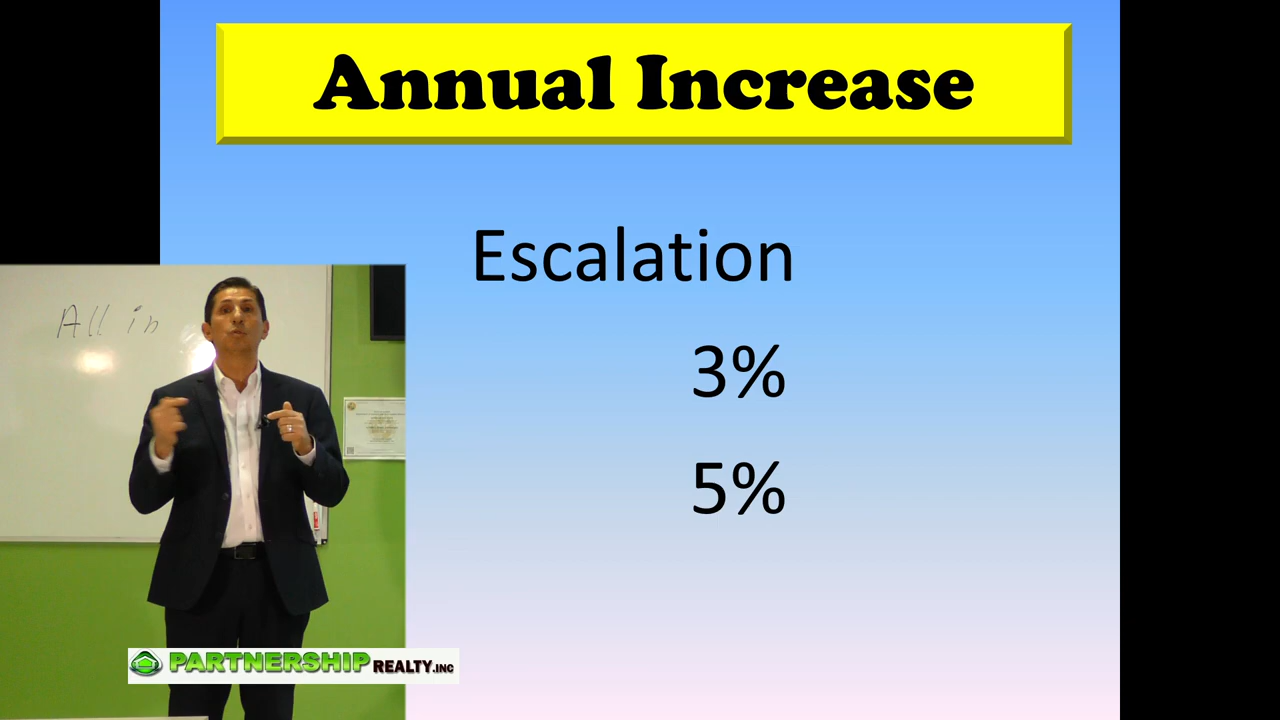 Annual Increase
Escalation
3%
5%
All in
PARTNERSHIP REALTY.INC